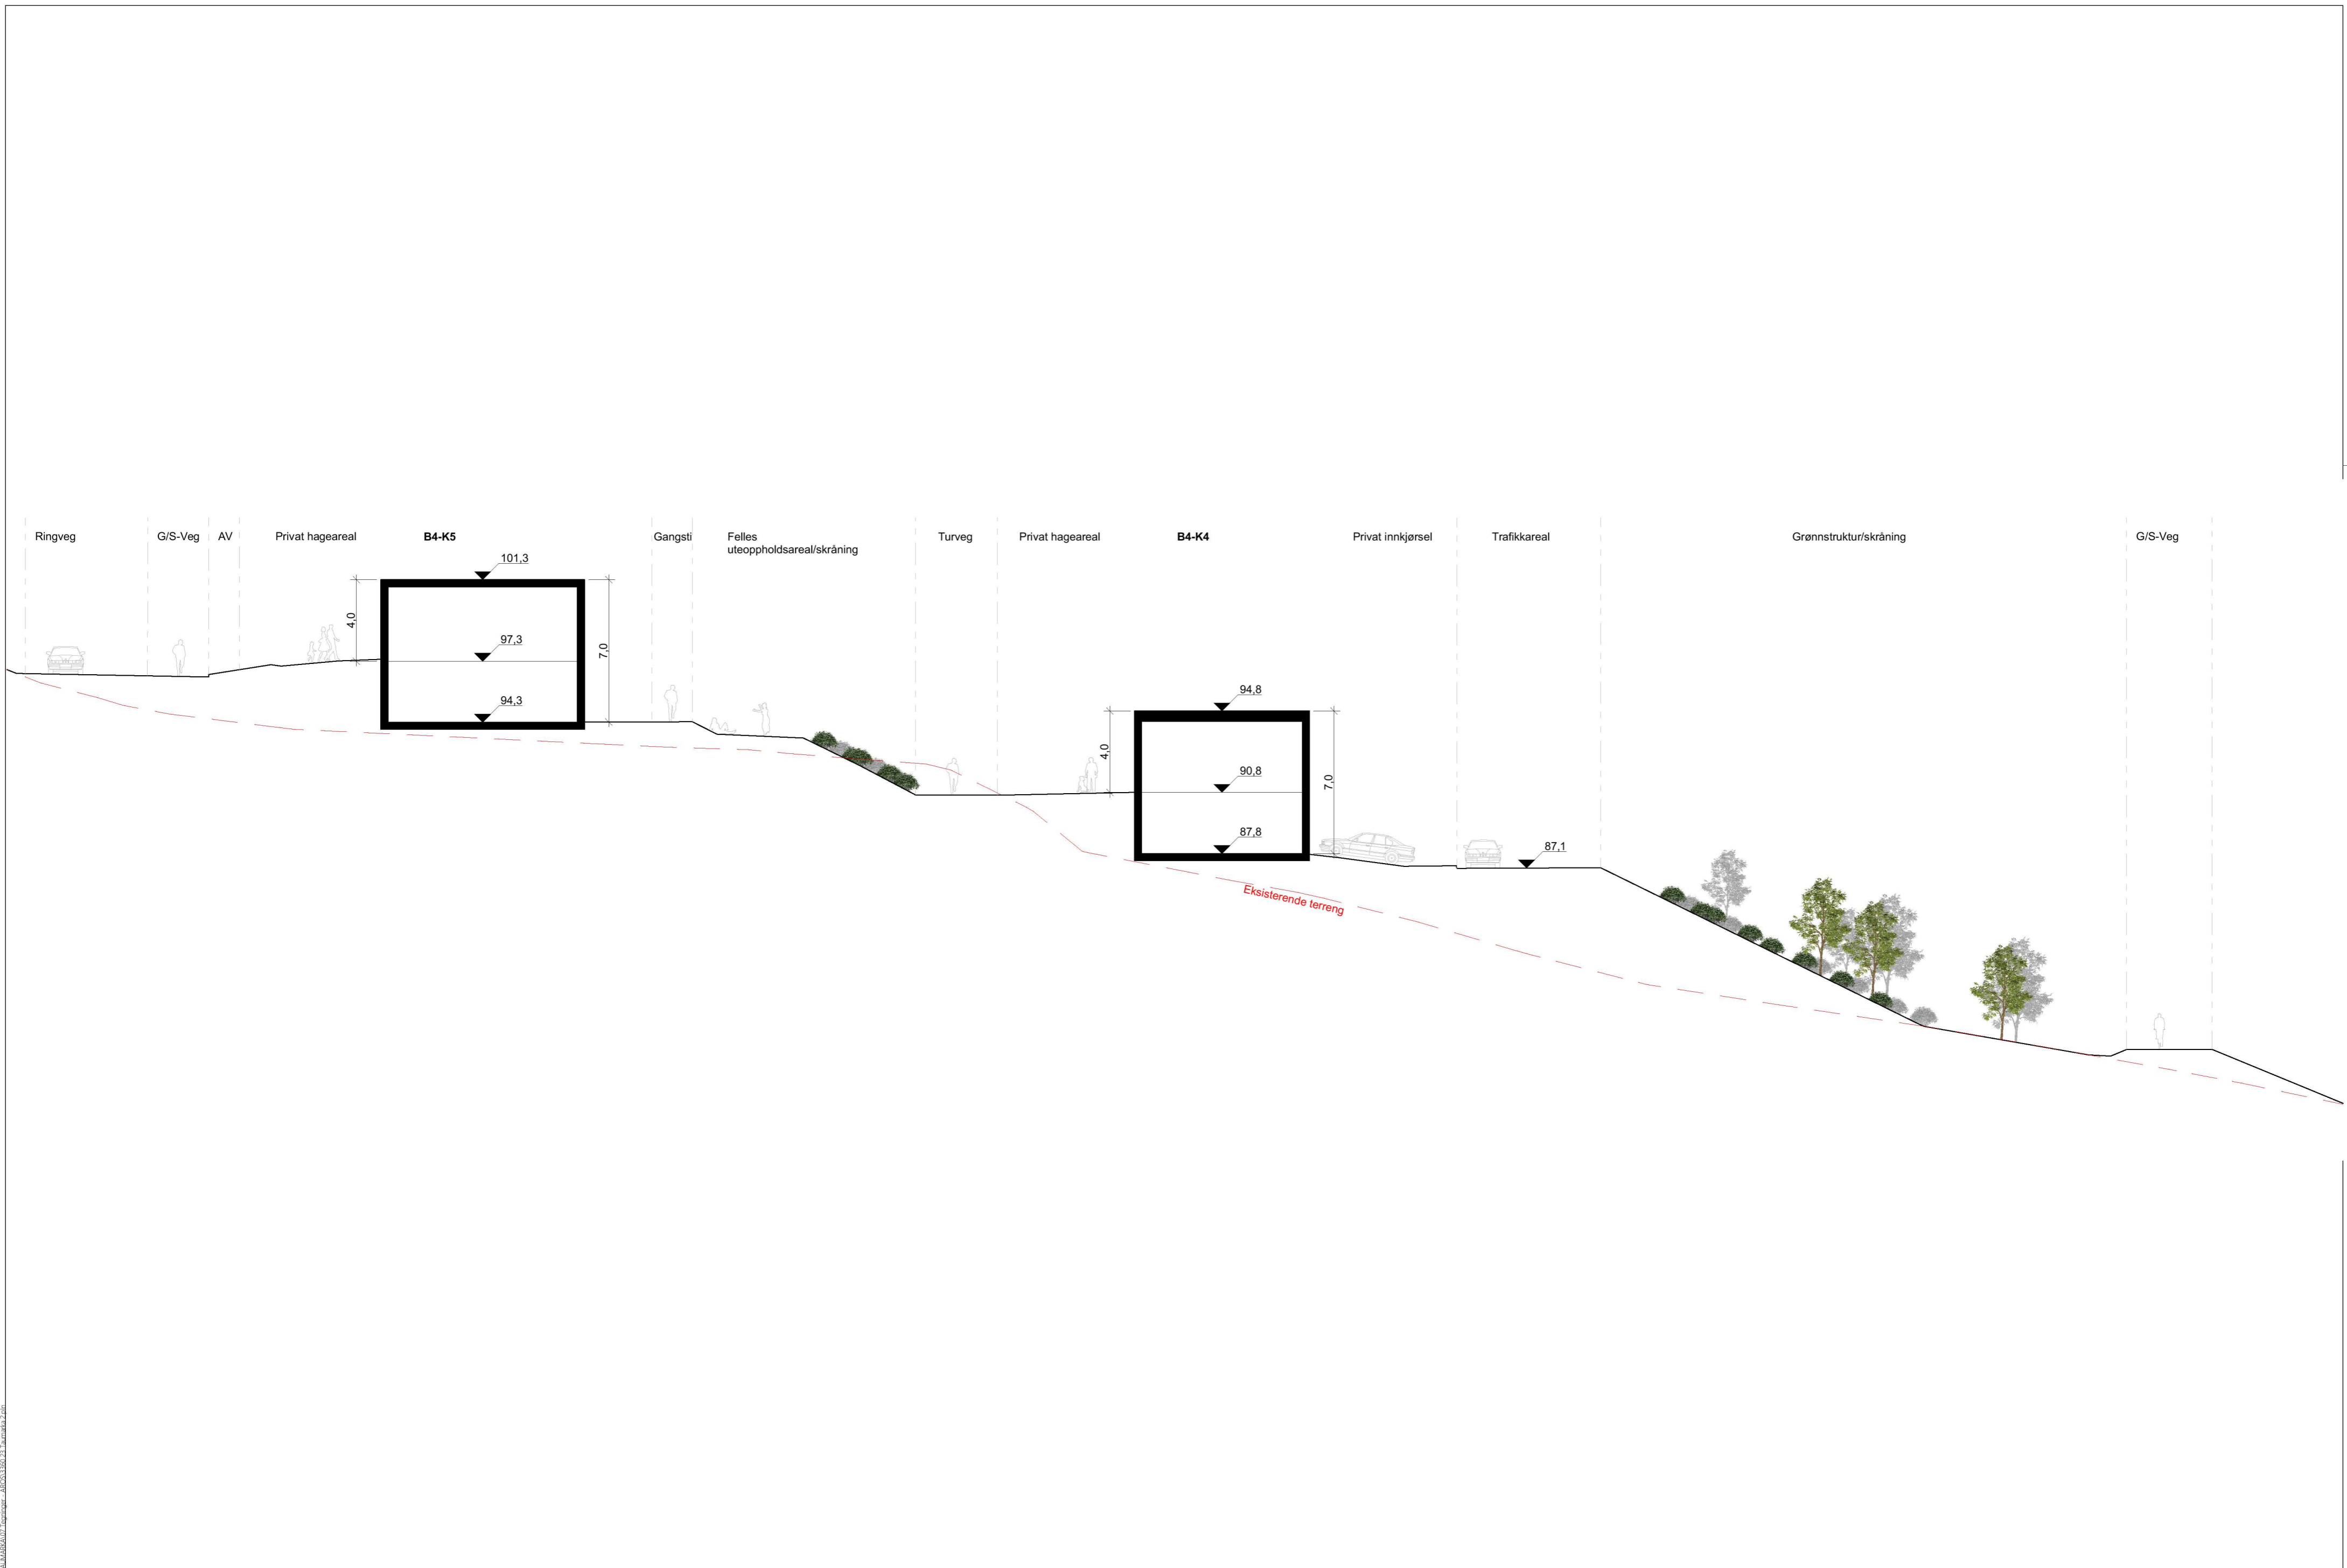 Ringveg
G/S-Veg
AV
Privat hageareal
B4-K5
Gangsti
Felles
uteoppholdsareal/skråning
Turveg
Privat hageareal
B4-K4
Privat innkjørsel
Trafikkareal
Grønnstruktur/skråning
G/S-Veg
101,3
4,0
97,3
7,0
94,3
94,8
4,0
90,8
7,0
87,8
87,1
Eksisterende terreng